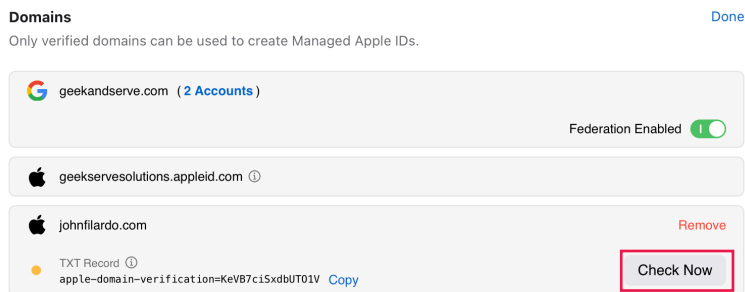 Domains Done
Only verified domains can be used to create Managed Apple IDs.
geekandserve.com (2 Accounts)
Federation Enabled
geekservesolutions.appleid.com
johnfilardo.com Remove
TXT Record
apple-domain-verification=KeVB7ciSxdbUTO1V Copy
Check Now